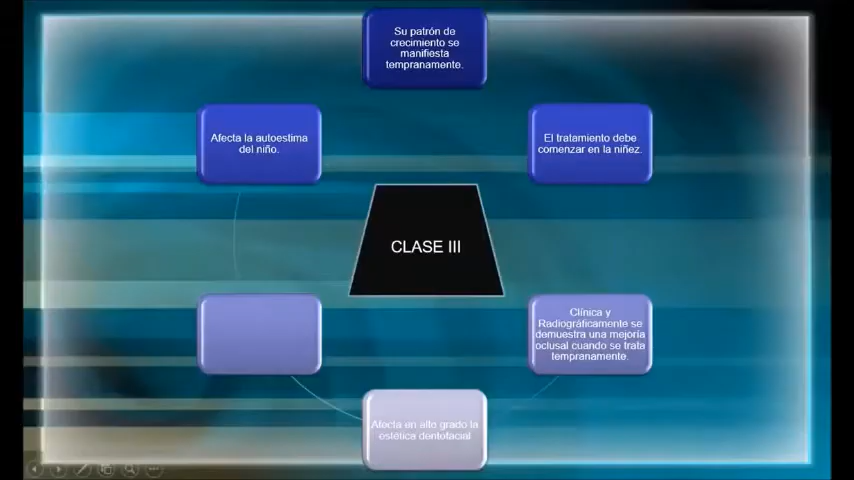 Su patrón de
crecimiento se
manifiesta
tempranamente.
Afecta la autoestima
del niño.
El tratamiento debe
comenzar en la niñez.
CLASE III
Clínica y
Radiográficamente se
demuestra una mejoría
oclusal cuando se trata
tempranamente.
Afecta en alto grado la
estética dentofacial